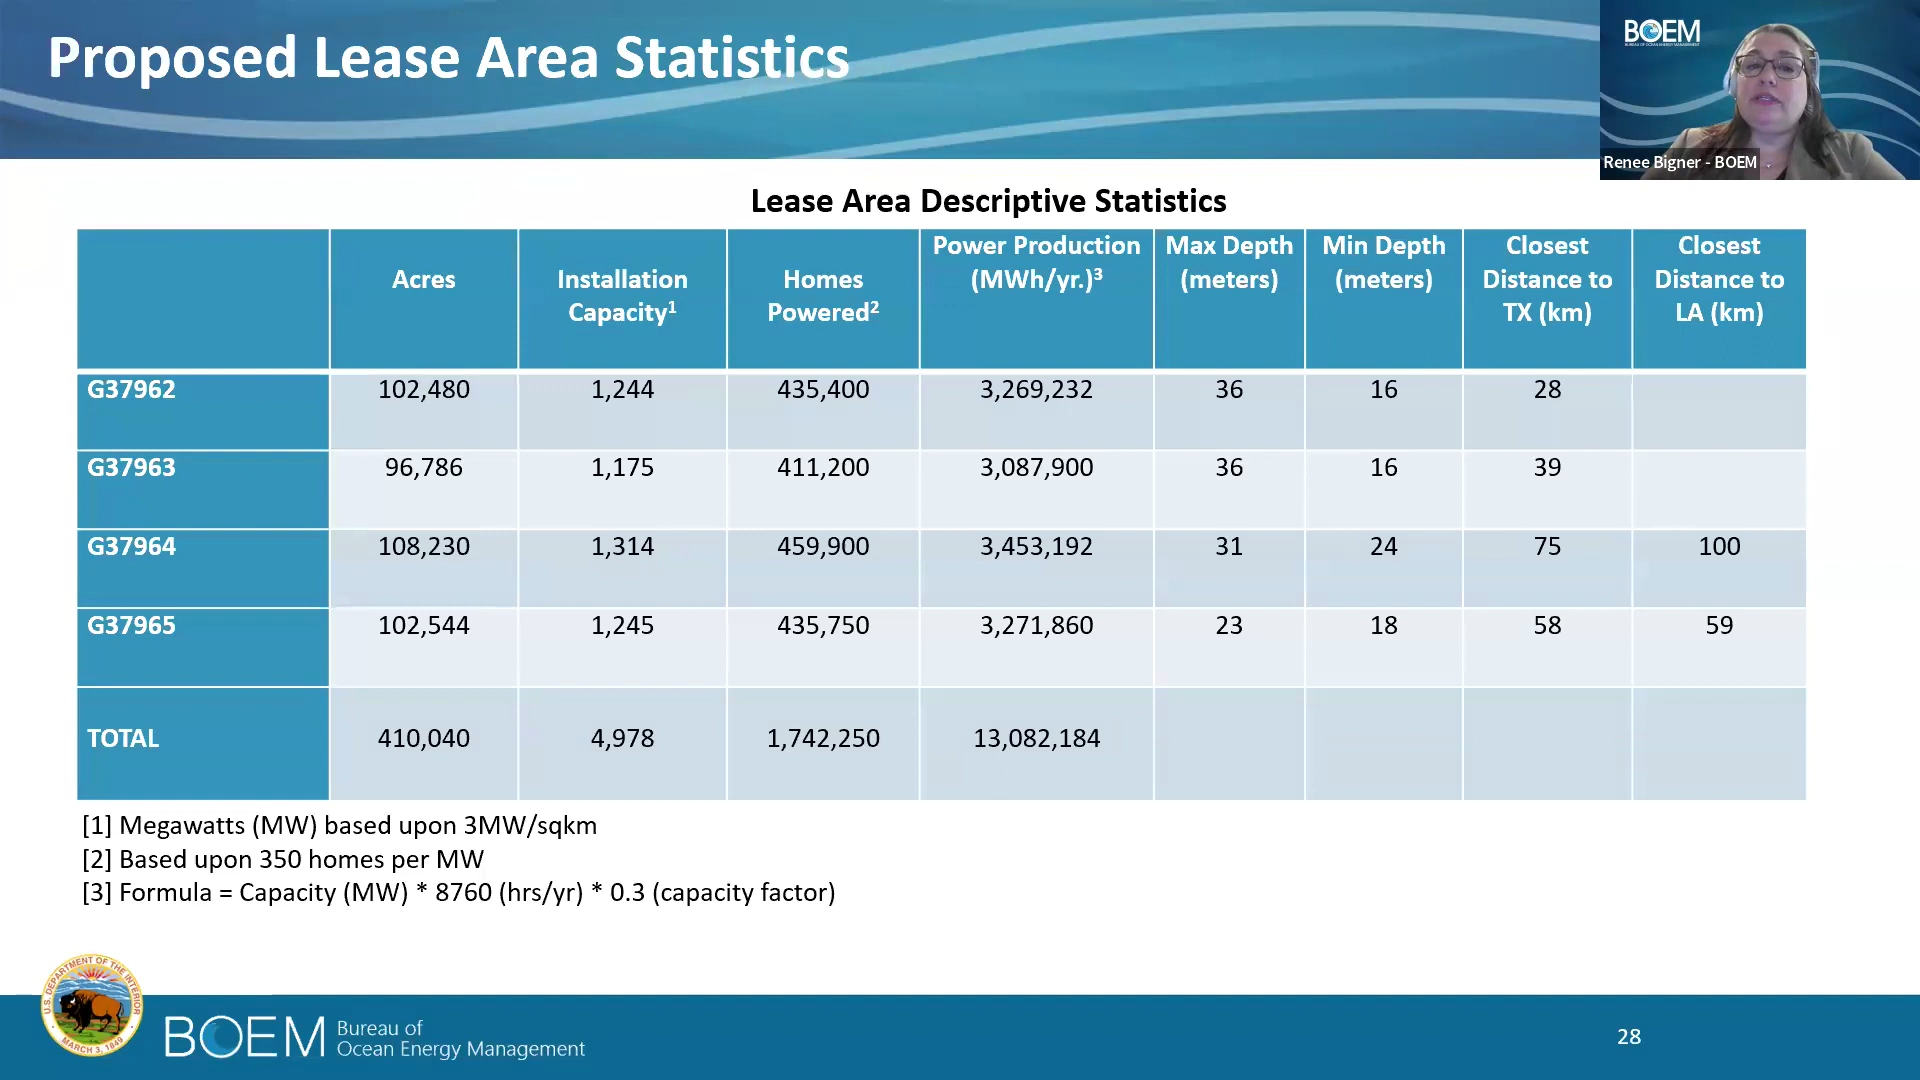 Proposed Lease Area Statistics
BOEM
BUREAU OF OCEAN ENERGY MANAGEMENT
Renee Bigner - BOEM
Lease Area Descriptive Statistics
Acres
Installation
Capacity1
Homes
Powered2
Power Production
(MWh/yr.)3
Max Depth
(meters)
Min Depth
(meters)
Closest
Distance to
TX (km)
Closest
Distance to
LA (km)
G37962 102,480 1,244 435,400 3,269,232 36 16 28
G37963 96,786 1,175 411,200 3,087,900 36 16 39
G37964 108,230 1,314 459,900 3,453,192 31 24 75 100
G37965 102,544 1,245 435,750 3,271,860 23 18 58 59
TOTAL 410,040 4,978 1,742,250 13,082,184
[1] Megawatts (MW) based upon 3MW/sqkm
[2] Based upon 350 homes per MW
[3] Formula = Capacity (MW) * 8760 (hrs/yr) * 0.3 (capacity factor)
U.S. DEPARTMENT OF THE INTERIOR
MARCH 3, 1849
BOEM
Bureau of
Ocean Energy Management
28